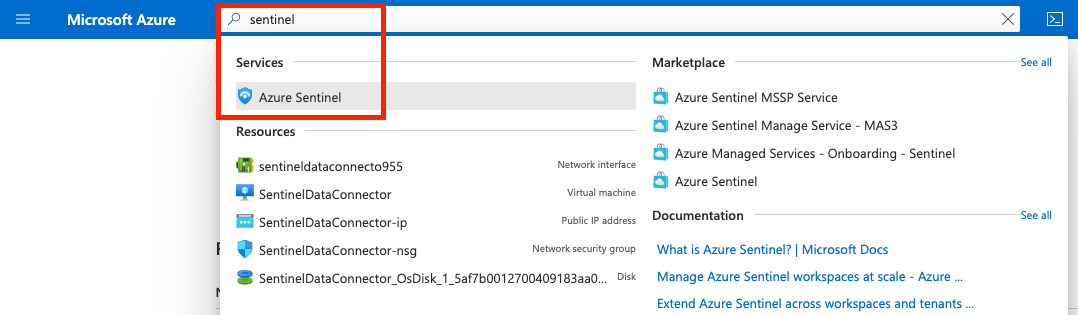 Microsoft Azure
sentinel
Services
Azure Sentinel
Resources
sentineldataconnecto955 Network interface
SentinelDataConnector Virtual machine
SentinelDataConnector-ip Public IP address
SentinelDataConnector-nsg Network security group
SentinelDataConnector_OsDisk_1_5af7b0012700409183aa0... Disk
Marketplace See all
Azure Sentinel MSSP Service
Azure Sentinel Manage Service - MAS3
Azure Managed Services - Onboarding - Sentinel
Azure Sentinel
Documentation See all
What is Azure Sentinel? | Microsoft Docs
Manage Azure Sentinel workspaces at scale - Azure ...
Extend Azure Sentinel across workspaces and tenants ...